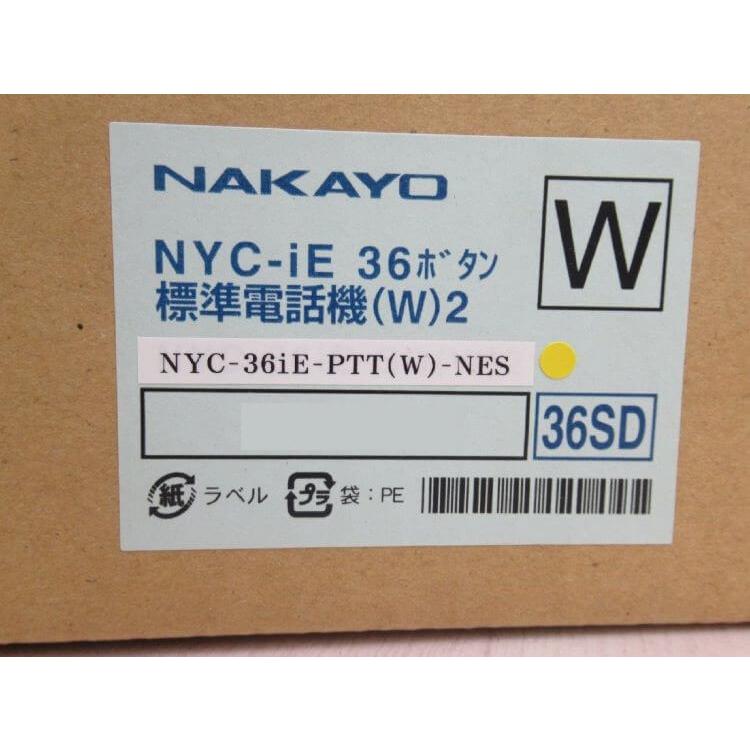 NAKAYO
W
NYC-iE 36ﾎﾞﾀﾝ
標準電話機(W)2
NYC-36iE-PTT(W)-NES
36SD
紙 ラベル プラ 袋：PE